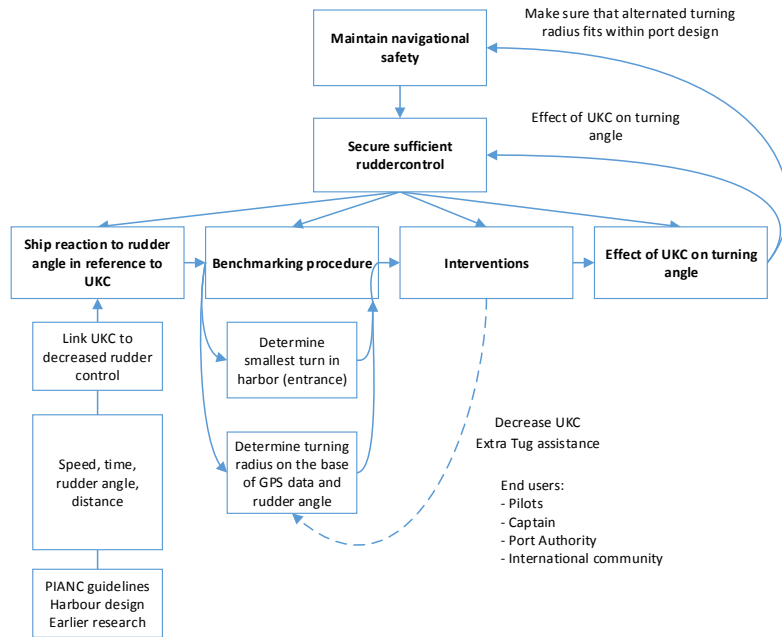 Make sure that alternated turning
radius fits within port design
Maintain navigational
safety
Effect of UKC on turning
angle
Secure sufficient
ruddercontrol
Ship reaction to rudder
angle in reference to
UKC
Benchmarking procedure
Interventions
Effect of UKC on turning
angle
Link UKC to
decreased rudder
control
Determine
smallest turn in
harbor (entrance)
Speed, time,
rudder angle,
distance
Determine turning
radius on the base
of GPS data and
rudder angle
Decrease UKC
Extra Tug assistance
End users:
- Pilots
- Captain
- Port Authority
- International community
PIANC guidelines
Harbour design
Earlier research